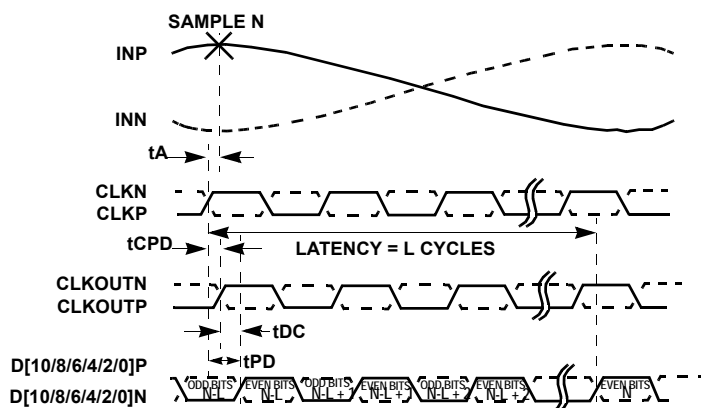 SAMPLE N
INP
INN
tA
CLKN
CLKP
tCPD
LATENCY = L CYCLES
CLKOUTN
CLKOUTP
tDC
tPD
D[10/8/6/4/2/0]P
D[10/8/6/4/2/0]N
ODD BITS EVEN BITS ODD BITS EVEN BITS ODD BITS EVEN BITS EVEN BITS
N-L N-L N-L + 1 N-L + 1 N-L + 2 N-L + 2 N